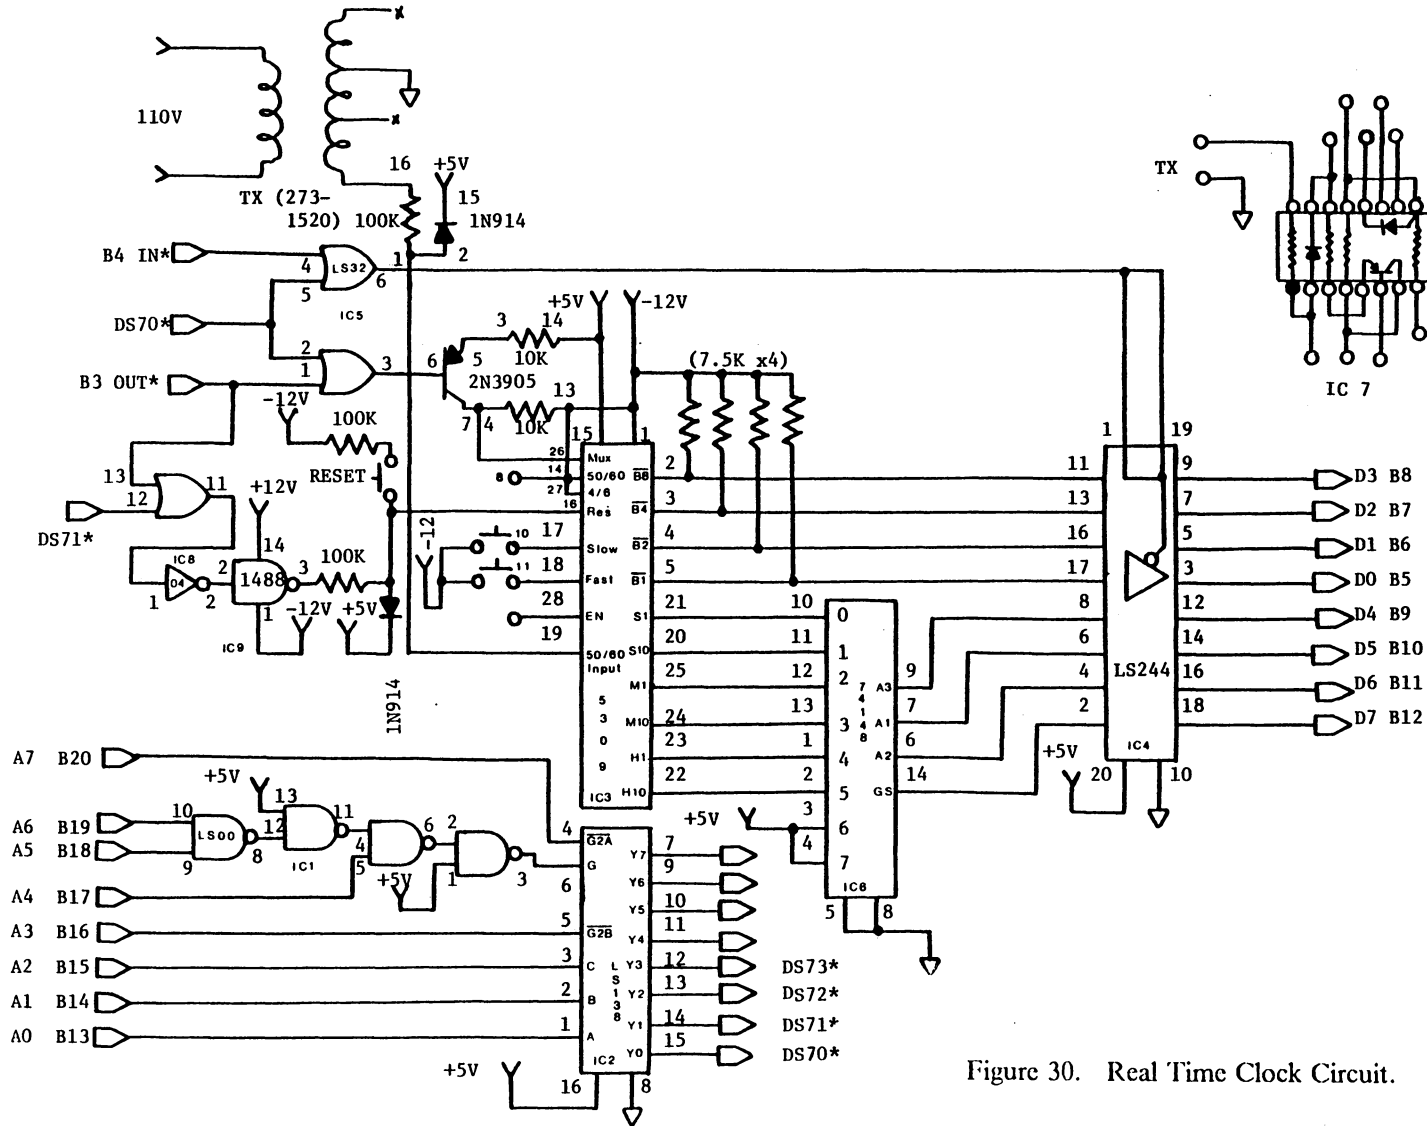 x
110V
x
TX (273-
1520)
16
100K
+5V
15
1N914
1
2
B4 IN*
4
5
LS32
6
IC5
DS70*
2
1
3
B3 OUT*
-12V
100K
RESET
6
3
14
5
10K
2N3905
13
7
4
10K
+5V
-12V
(7.5K x4)
TX
IC 7
13
12
11
DS71*
+12V
14
IC8
04
1
2
2
1488
3
100K
1
-12V
+5V
IC9
1N914
-12
10
11
8
15
1
26
Mux
14
50/60
27
4/6
16
Res
17
Slow
18
Fast
28
EN
19
50/60
Input
5
3
0
9
IC3
B8
2
B4
3
B2
4
B1
5
S1
21
S10
20
M1
25
M10
24
H1
23
H10
22
10
0
11
1
12
2
13
3
1
4
2
5
3
6
4
7
74148
A3
9
A1
7
A2
6
GS
14
IC6
5
8
+5V
1
19
11
13
16
17
8
6
4
2
LS244
IC4
+5V
20
10
9
D3 B8
7
D2 B7
5
D1 B6
3
D0 B5
12
D4 B9
14
D5 B10
16
D6 B11
18
D7 B12
A7 B20
A6 B19
A5 B18
A4 B17
A3 B16
A2 B15
A1 B14
A0 B13
+5V
10
9
LS00
8
13
12
11
IC1
4
5
6
+5V
2
1
3
4
G2A
G
6
5
G2B
3
C
2
B
1
A
LS138
IC2
Y7
7
Y6
9
Y5
10
Y4
11
Y3
12
DS73*
Y2
13
DS72*
Y1
14
DS71*
Y0
15
DS70*
+5V
16
8
Figure 30. Real Time Clock Circuit.